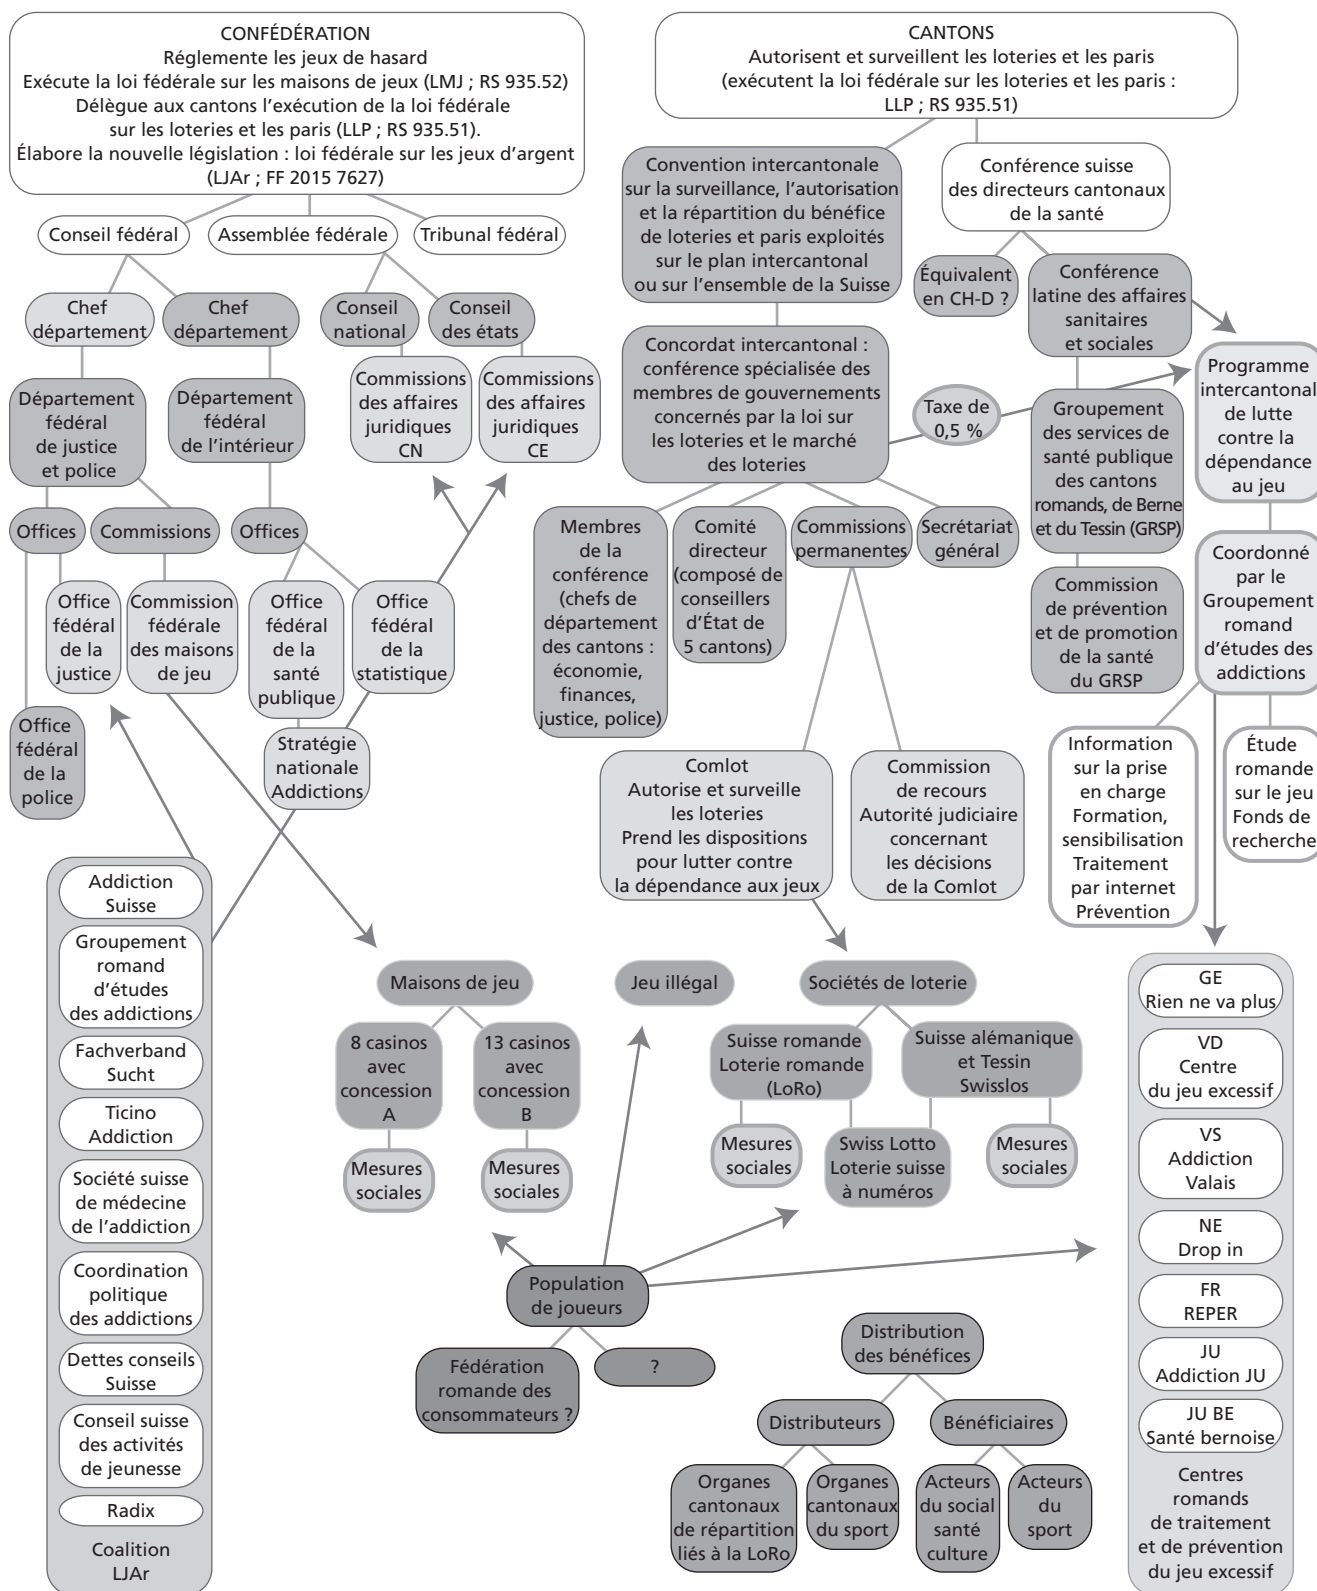 CONFÉDÉRATION
Réglemente les jeux de hasard
Exécute la loi fédérale sur les maisons de jeux (LMJ ; RS 935.52)
Délègue aux cantons l'exécution de la loi fédérale
sur les loteries et les paris (LLP ; RS 935.51).
Élabore la nouvelle législation : loi fédérale sur les jeux d'argent
(LJAr ; FF 2015 7627)
CANTONS
Autorisent et surveillent les loteries et les paris
(exécutent la loi fédérale sur les loteries et les paris :
LLP ; RS 935.51)
Conseil fédéral
Assemblée fédérale
Tribunal fédéral
Chef
département
Chef
département
Conseil
national
Conseil
des états
Département
fédéral
de justice
et police
Département
fédéral
de l'intérieur
Commissions
des affaires
juridiques
CN
Commissions
des affaires
juridiques
CE
Offices
Commissions
Offices
Office
fédéral
de la
justice
Commission
fédérale
des maisons
de jeu
Office
fédéral
de la
santé
publique
Office
fédéral
de la
statistique
Office
fédéral
de la
police
Stratégie
nationale
Addictions
Convention intercantonale
sur la surveillance, l'autorisation
et la répartition du bénéfice
de loteries et paris exploités
sur le plan intercantonal
ou sur l'ensemble de la Suisse
Conférence suisse
des directeurs cantonaux
de la santé
Équivalent
en CH-D ?
Conférence
latine des affaires
sanitaires
et sociales
Concordat intercantonal :
conférence spécialisée des
membres de gouvernements
concernés par la loi sur
les loteries et le marché
des loteries
Taxe de
0,5 %
Groupement
des services de
santé publique
des cantons
romands, de Berne
et du Tessin (GRSP)
Programme
intercantonal
de lutte
contre la
dépendance
au jeu
Membres
de la
conférence
(chefs de
département
des cantons :
économie,
finances,
justice, police)
Comité
directeur
(composé de
conseillers
d'État de
5 cantons)
Commissions
permanentes
Secrétariat
général
Commission
de prévention
et de promotion
de la santé
du GRSP
Coordonné
par le
Groupement
romand
d'études des
addictions
Comlot
Autorise et surveille
les loteries
Prend les dispositions
pour lutter contre
la dépendance aux jeux
Commission
de recours
Autorité judiciaire
concernant
les décisions
de la Comlot
Information
sur la prise
en charge
Formation,
sensibilisation
Traitement
par internet
Prévention
Étude
romande
sur le jeu
Fonds de
recherche
Addiction
Suisse
Groupement
romand
d'études
des addictions
Fachverband
Sucht
Ticino
Addiction
Société suisse
de médecine
de l'addiction
Coordination
politique
des addictions
Dettes conseils
Suisse
Conseil suisse
des activités
de jeunesse
Radix
Coalition
LJAr
Maisons de jeu
Jeu illégal
Sociétés de loterie
8 casinos
avec
concession
A
13 casinos
avec
concession
B
Mesures
sociales
Mesures
sociales
Suisse romande
Loterie romande
(LoRo)
Suisse alémanique
et Tessin
Swisslos
Mesures
sociales
Swiss Lotto
Loterie suisse
à numéros
Mesures
sociales
Population
de joueurs
Fédération
romande des
consommateurs ?
?
Distribution
des bénéfices
Distributeurs
Bénéficiaires
Organes
cantonaux
de répartition
liés à la LoRo
Organes
cantonaux
du sport
Acteurs
du social
santé
culture
Acteurs
du
sport
GE
Rien ne va plus
VD
Centre
du jeu excessif
VS
Addiction
Valais
NE
Drop in
FR
REPER
JU
Addiction JU
JU BE
Santé bernoise
Centres
romands
de traitement
et de prévention
du jeu excessif